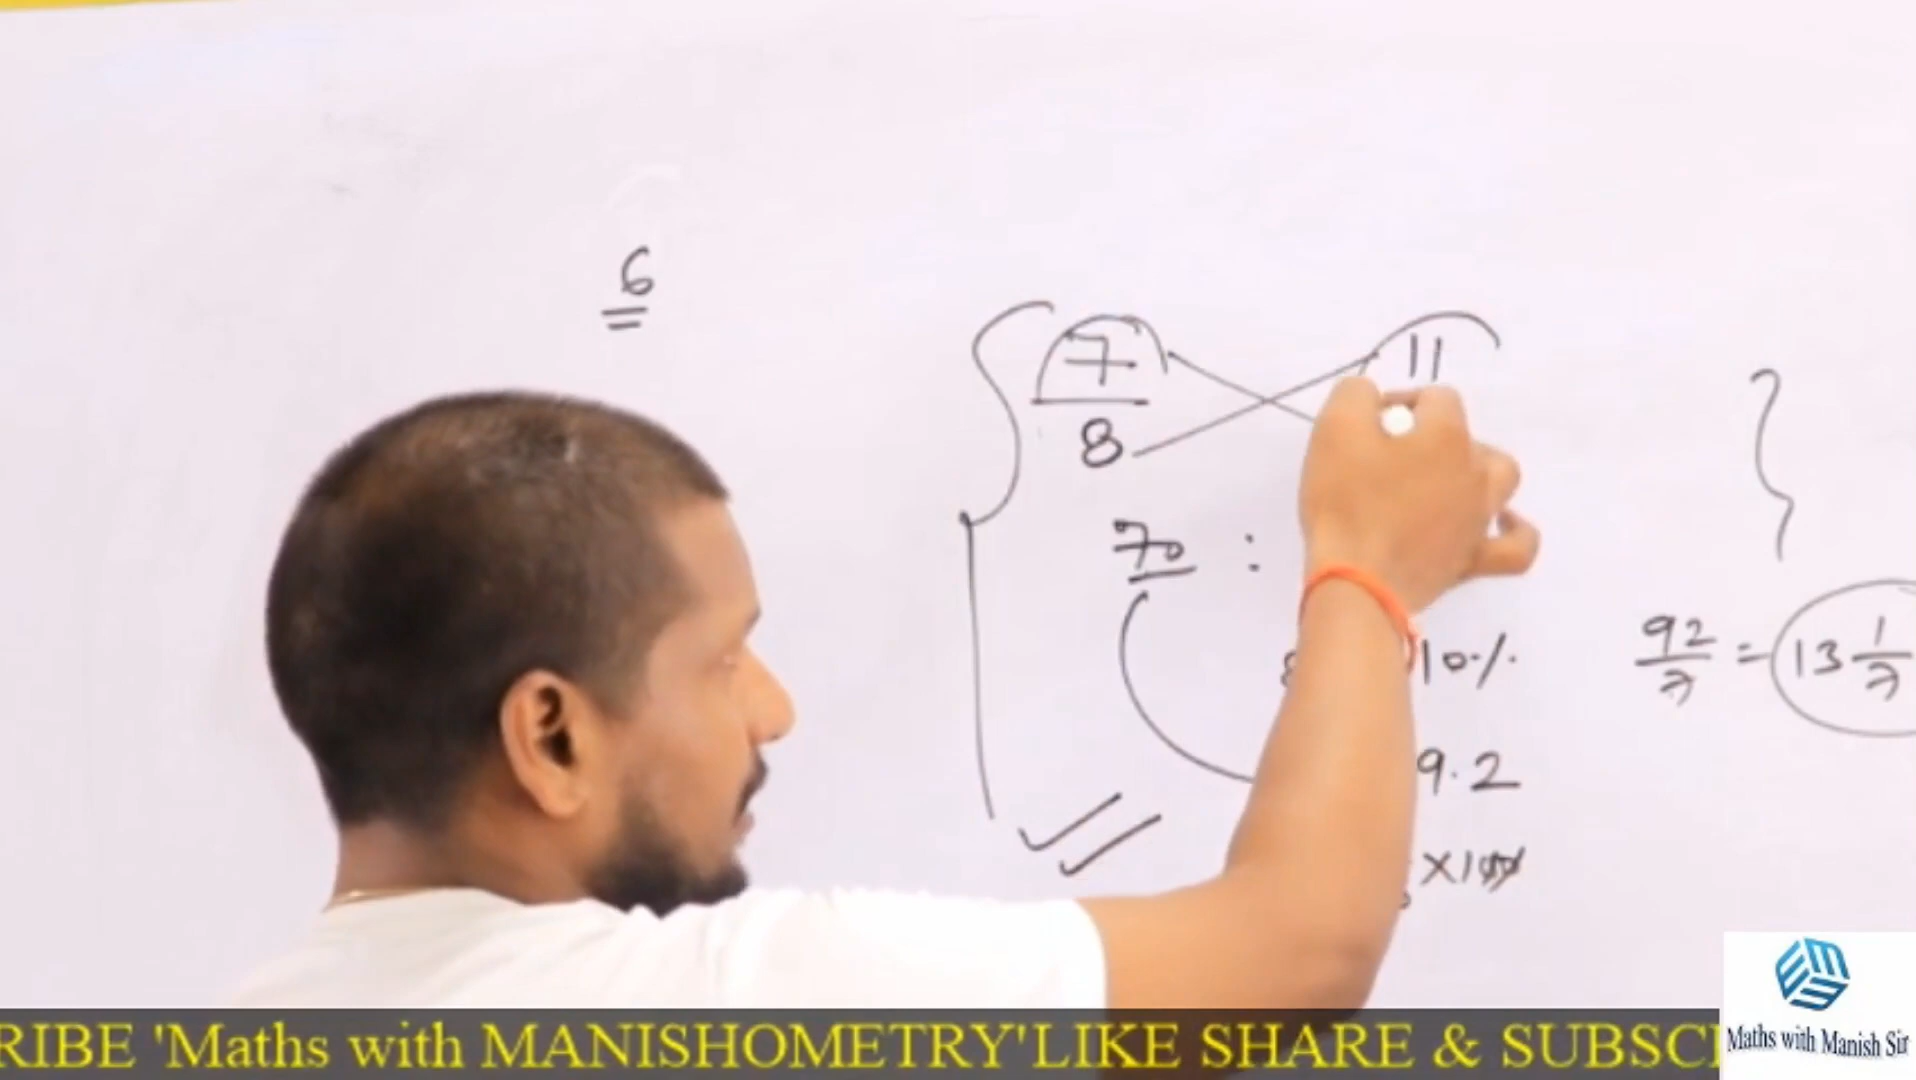 6
7 11
8
70 :
10%
92/7 = 13 1/7
9.2
×100
RIBE 'Maths with MANISHOMETRY'LIKE SHARE & SUBSCI
Maths with Manish Sir